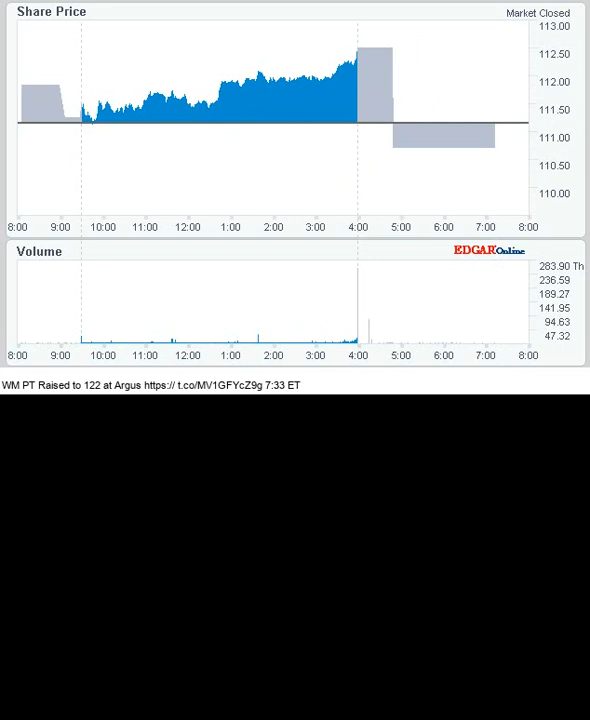 Share Price
Market Closed
113.00
112.50
112.00
111.50
111.00
110.50
110.00
8:00 9:00 10:00 11:00 12:00 1:00 2:00 3:00 4:00 5:00 6:00 7:00 8:00
Volume
EDGAROnline
283.90 Th
236.59
189.27
141.95
94.63
47.32
8:00 9:00 10:00 11:00 12:00 1:00 2:00 3:00 4:00 5:00 6:00 7:00 8:00
WM PT Raised to 122 at Argus https:// t.co/MV1GFYcZ9g 7:33 ET